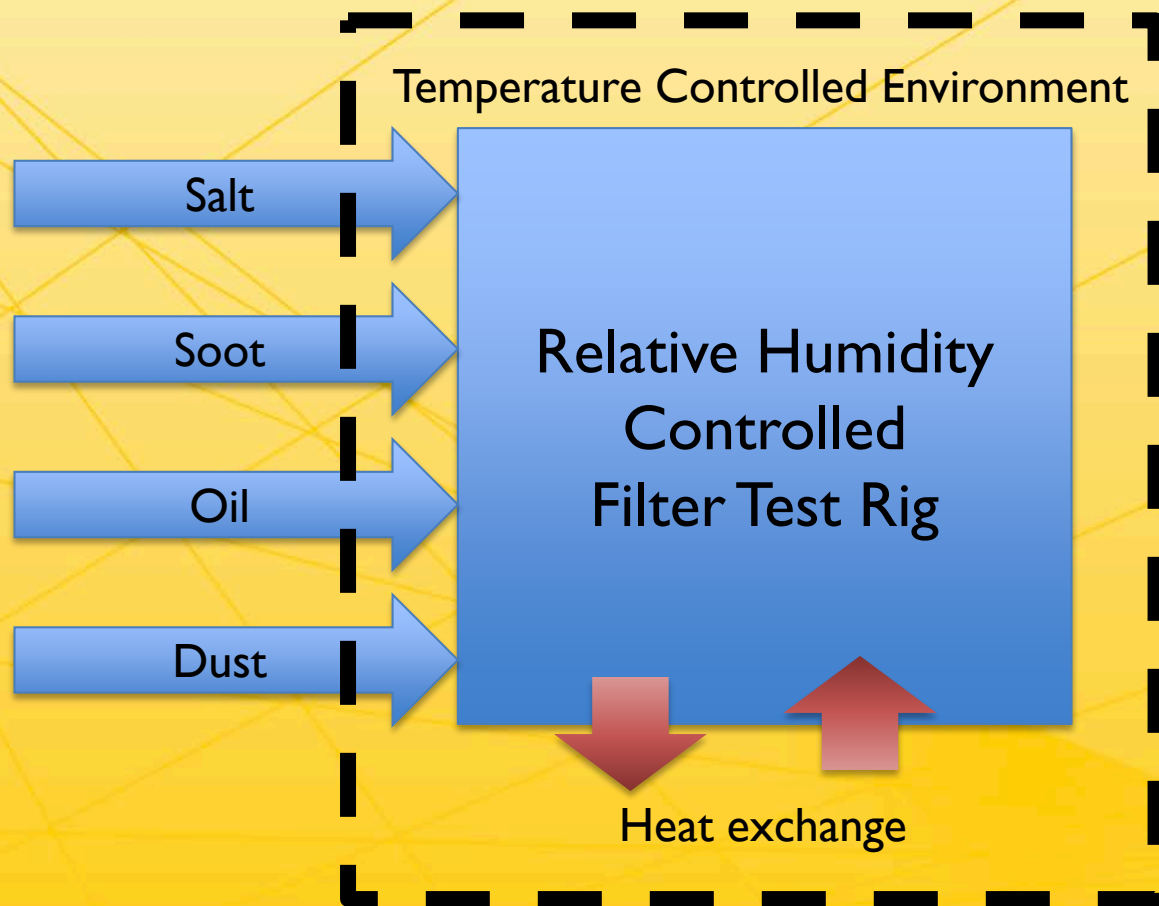 Temperature Controlled Environment
Salt
Soot
Oil
Dust
Relative Humidity
Controlled
Filter Test Rig
Heat exchange